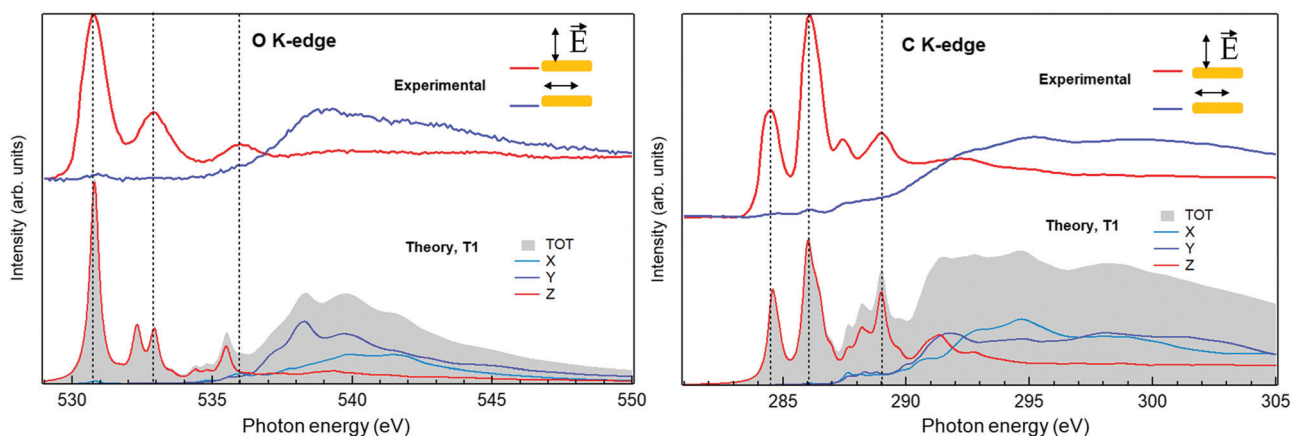 O K-edge
E
Experimental
Theory, T1
TOT
X
Y
Z
Intensity (arb. units)
530
535
540
545
550
Photon energy (eV)
C K-edge
E
Experimental
Theory, T1
TOT
X
Y
Z
Intensity (arb. units)
285
290
295
300
305
Photon energy (eV)